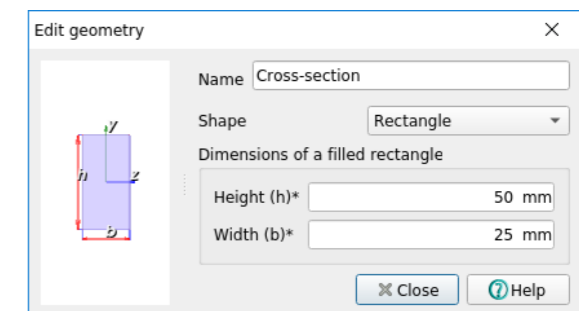 Edit geometry
Name Cross-section
Shape Rectangle
Dimensions of a filled rectangle
Height (h)* 50 mm
Width (b)* 25 mm
y
h z
b
Close Help